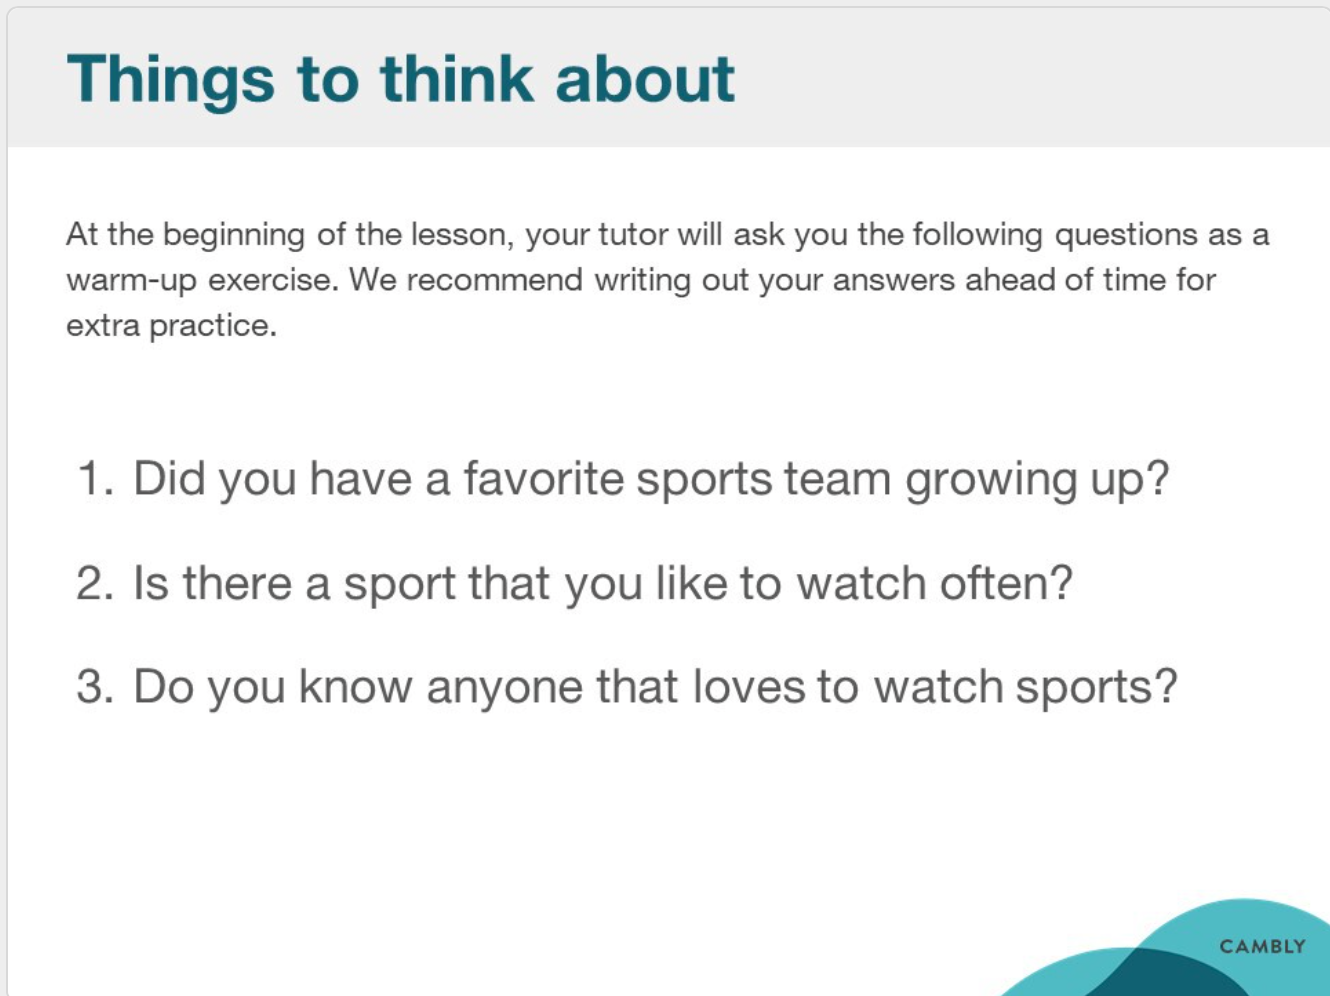 Things to think about
At the beginning of the lesson, your tutor will ask you the following questions as a
warm-up exercise. We recommend writing out your answers ahead of time for
extra practice.
1. Did you have a favorite sports team growing up?
2. Is there a sport that you like to watch often?
3. Do you know anyone that loves to watch sports?
CAMBLY